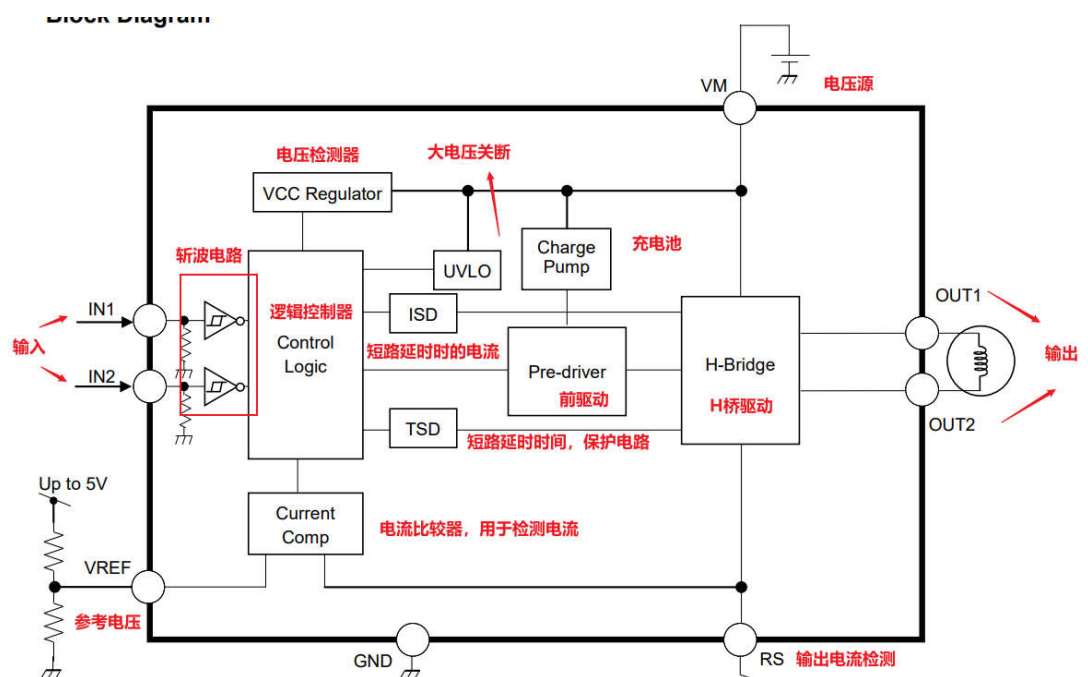 Block Diagram
VM
电压源
电压检测器
大电压关断
VCC Regulator
斩波电路
UVLO
Charge
Pump
充电池
IN1
逻辑控制器
ISD
OUT1
输入
Control
Logic
短路延时时的电流
Pre-driver
前驱动
H-Bridge
H桥驱动
输出
IN2
TSD
短路延时时间，保护电路
OUT2
Up to 5V
Current
Comp
电流比较器，用于检测电流
VREF
参考电压
GND
RS
输出电流检测